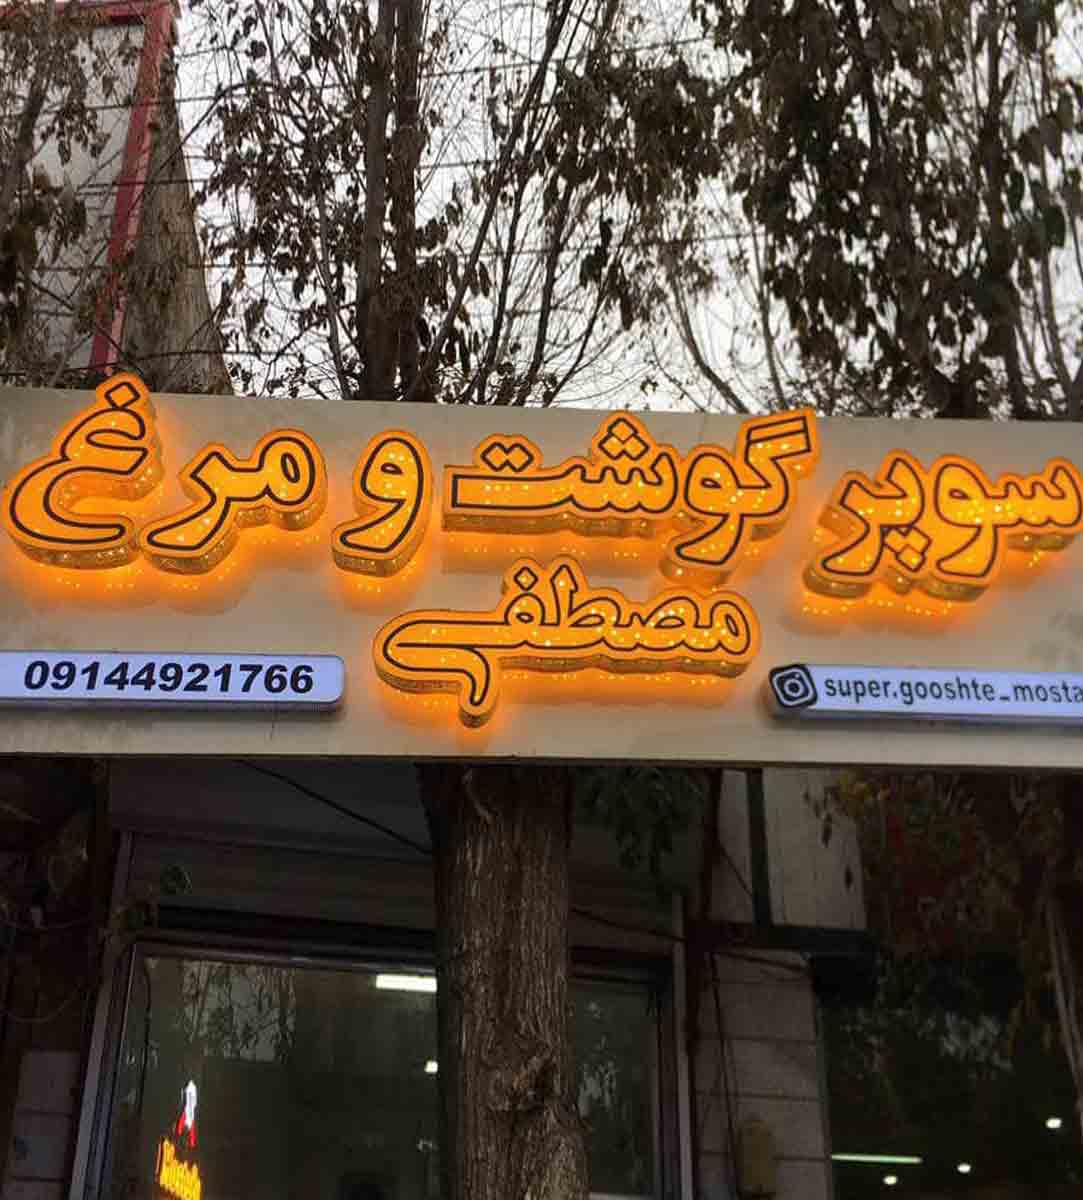 سوپر گوشت و مرغ
مصطفی
09144921766
super.gooshte_mosta